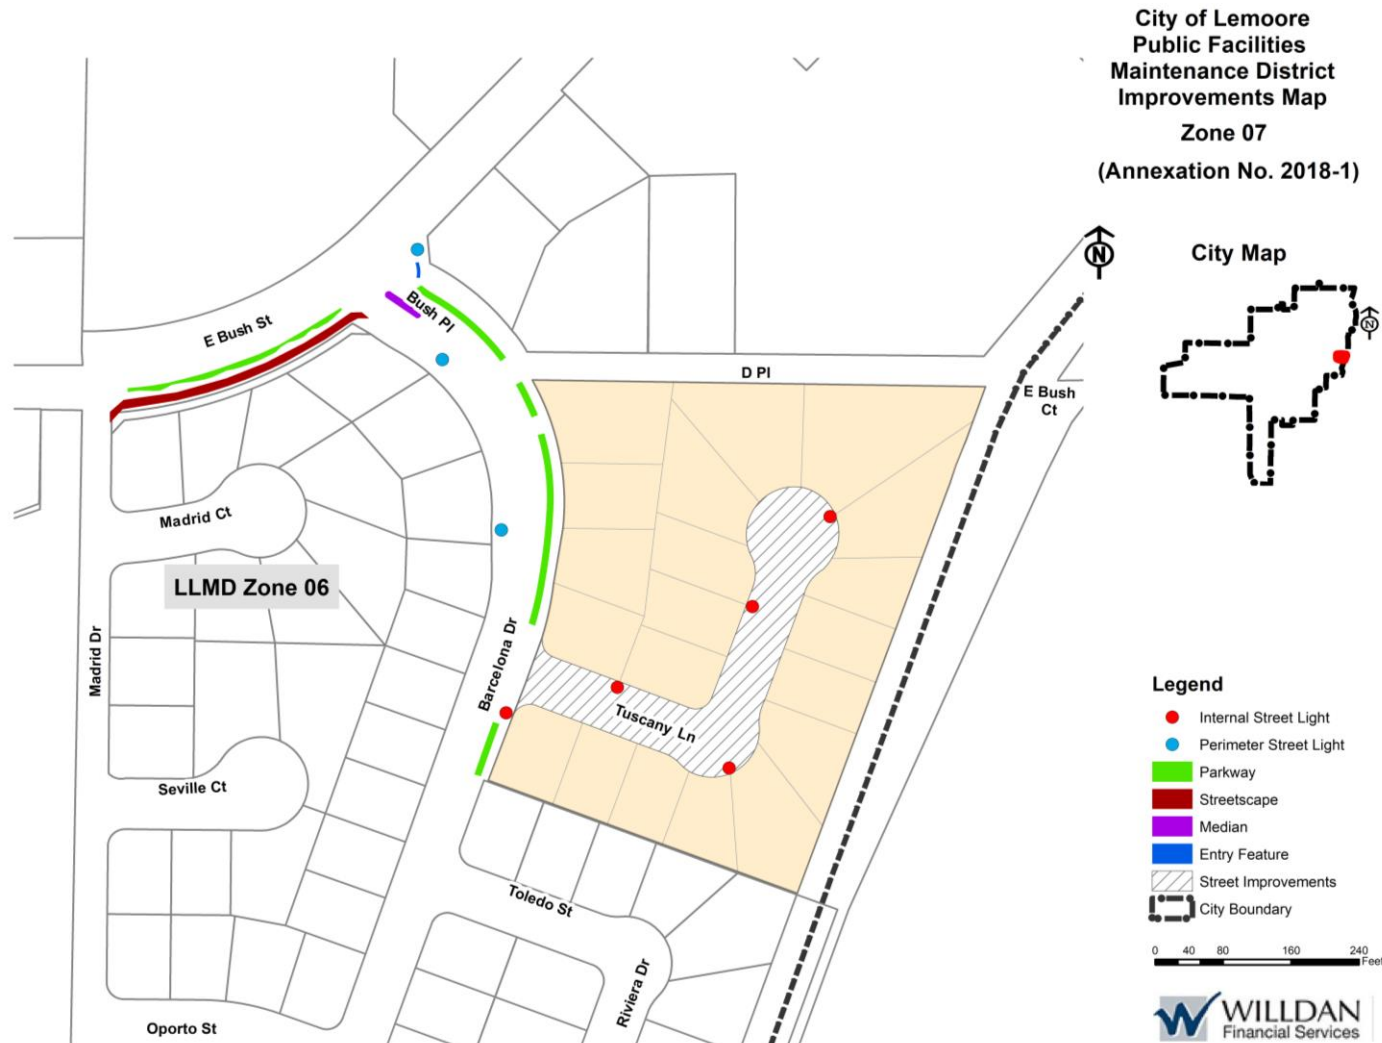 City of Lemoore
Public Facilities
Maintenance District
Improvements Map
Zone 07
(Annexation No. 2018-1)
N
City Map
N
E Bush St
Bush Pl
D Pl
E Bush
Ct
Madrid Ct
LLMD Zone 06
Madrid Dr
Barcelona Dr
Tuscany Ln
Seville Ct
Toledo St
Riviera Dr
Oporto St
Legend
Internal Street Light
Perimeter Street Light
Parkway
Streetscape
Median
Entry Feature
Street Improvements
City Boundary
0 40 80 160 240
Feet
WILLDAN
Financial Services